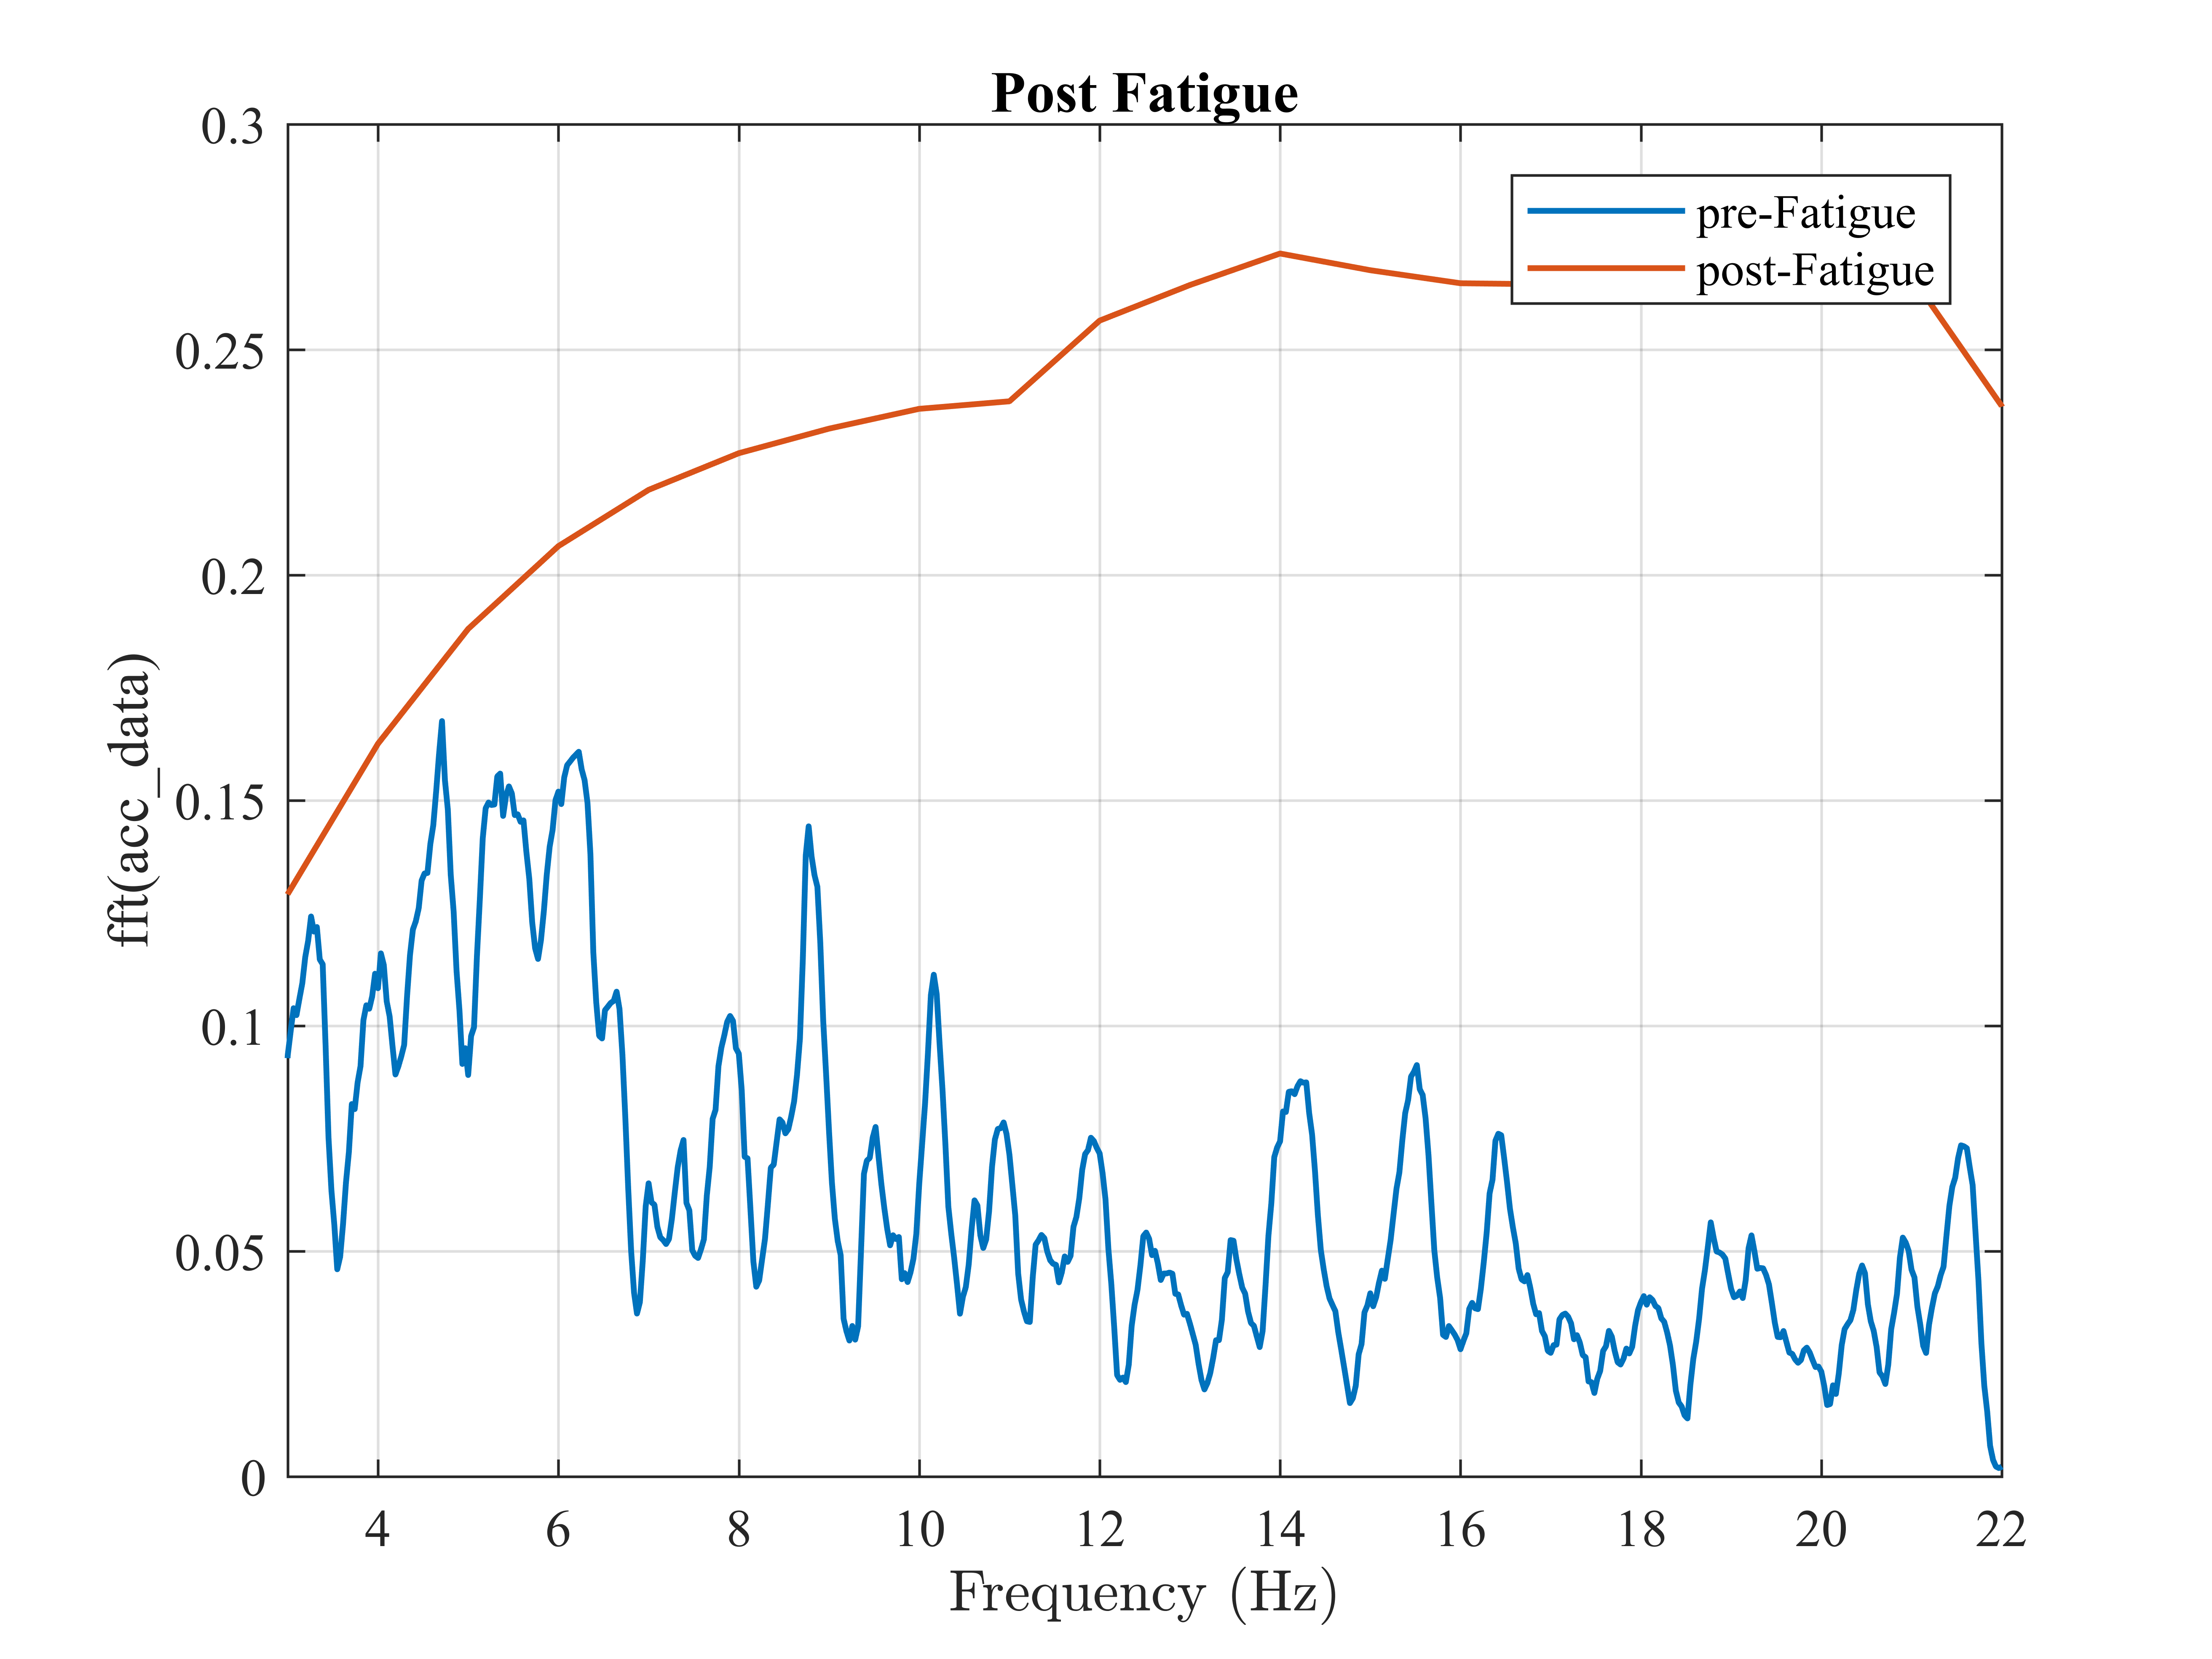 Post Fatigue
0.3
0.25
0.2
0.15
0.1
0.05
0
fft(acc_data)
pre-Fatigue
post-Fatigue
4 6 8 10 12 14 16 18 20 22
Frequency (Hz)